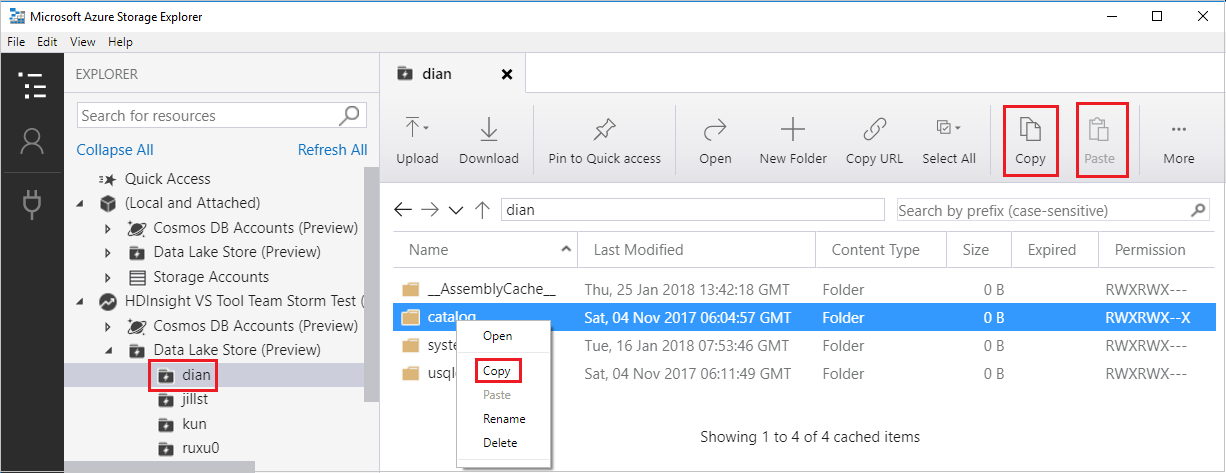 Microsoft Azure Storage Explorer
File Edit View Help
EXPLORER
Search for resources
Collapse All Refresh All
Quick Access
(Local and Attached)
Cosmos DB Accounts (Preview)
Data Lake Store (Preview)
Storage Accounts
HDInsight VS Tool Team Storm Test (
Cosmos DB Accounts (Preview)
Data Lake Store (Preview)
dian
jillst
kun
ruxu0
dian
Upload Download Pin to Quick access Open New Folder Copy URL Select All Copy Paste More
dian Search by prefix (case-sensitive)
Name Last Modified Content Type Size Expired Permission
__AssemblyCache__ Thu, 25 Jan 2018 13:42:18 GMT Folder 0 B RWXRWX---
catalog Sat, 04 Nov 2017 06:04:57 GMT Folder 0 B RWXRWX--X
syste Tue, 16 Jan 2018 07:53:46 GMT Folder 0 B RWXRWX---
usql Sat, 04 Nov 2017 06:11:49 GMT Folder 0 B RWXRWX---
Open
Copy
Paste
Rename
Delete
Showing 1 to 4 of 4 cached items